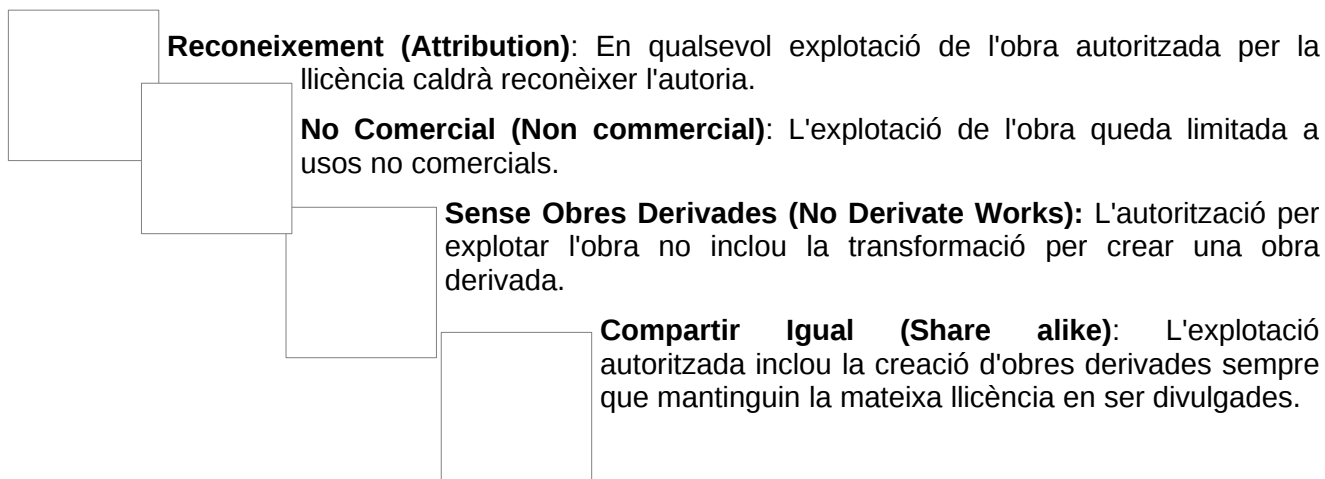 Reconeixement (Attribution): En qualsevol explotació de l'obra autoritzada per la
llicència caldrà reconèixer l'autoria.
No Comercial (Non commercial): L'explotació de l'obra queda limitada a
usos no comercials.
Sense Obres Derivades (No Derivate Works): L'autorització per
explotar l'obra no inclou la transformació per crear una obra
derivada.
Compartir Igual (Share alike): L'explotació
autoritzada inclou la creació d'obres derivades sempre
que mantinguin la mateixa llicència en ser divulgades.